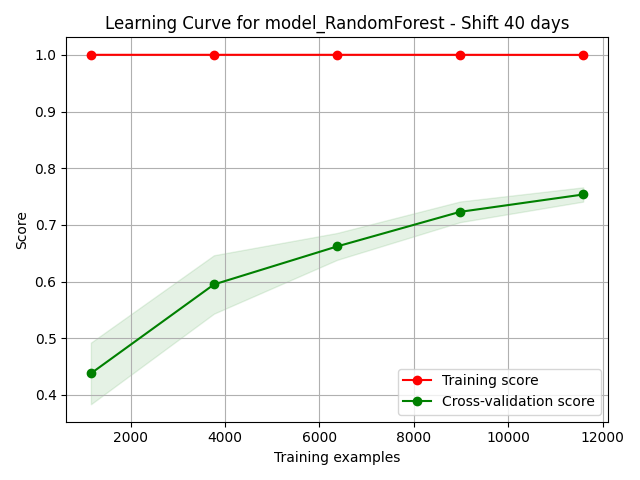 Learning Curve for model_RandomForest - Shift 40 days
1.0
0.9
0.8
0.7
0.6
0.5
0.4
Score
Training score
Cross-validation score
2000
4000
6000
8000
10000
12000
Training examples